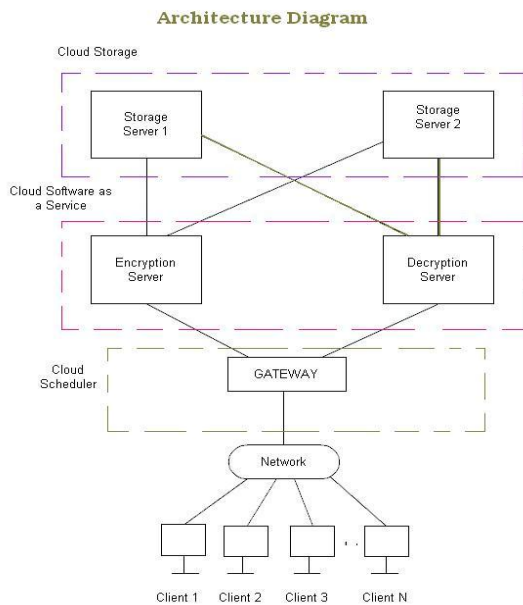 Architecture Diagram
Cloud Storage
Storage
Server 1
Storage
Server 2
Cloud Software as
a Service
Encryption
Server
Decryption
Server
Cloud
Scheduler
GATEWAY
Network
Client 1
Client 2
Client 3
Client N